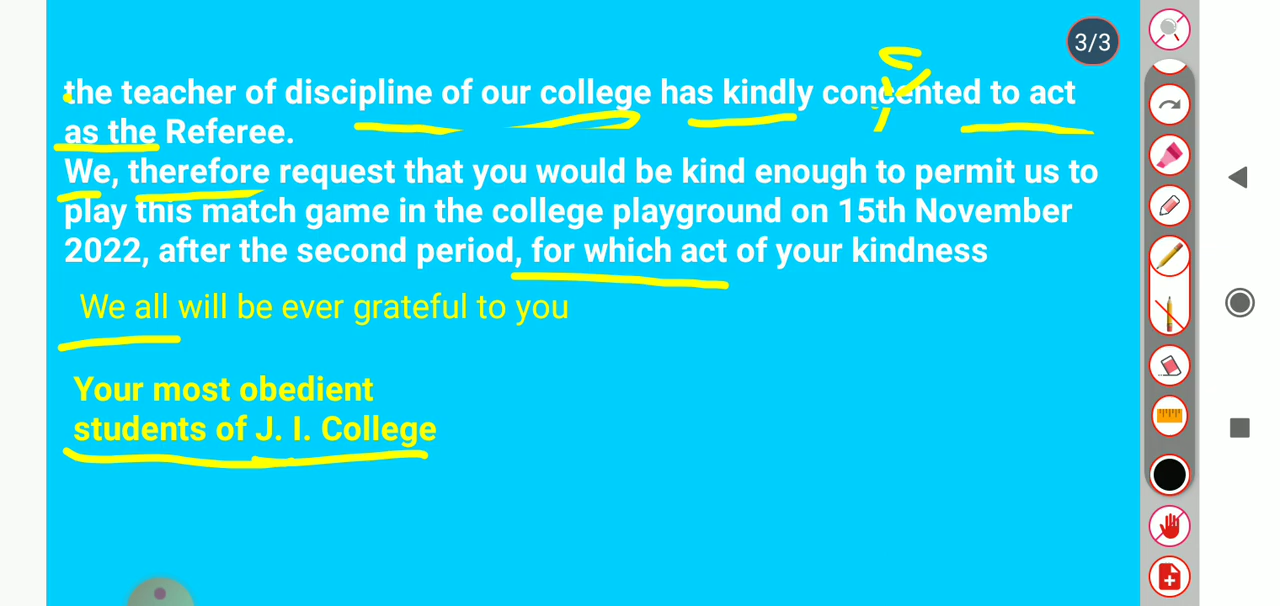 3/3
the teacher of discipline of our college has kindly concented to act
s
as the Referee.
We, therefore request that you would be kind enough to permit us to
play this match game in the college playground on 15th November
2022, after the second period, for which act of your kindness
We all will be ever grateful to you
Your most obedient
students of J. I. College